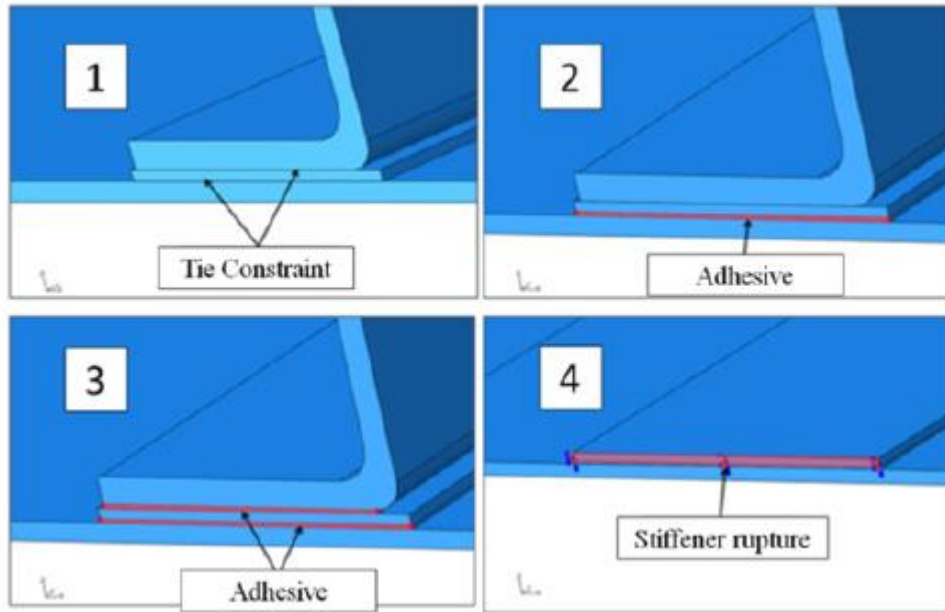 1
Tie Constraint
2
Adhesive
3
Adhesive
4
Stiffener rupture